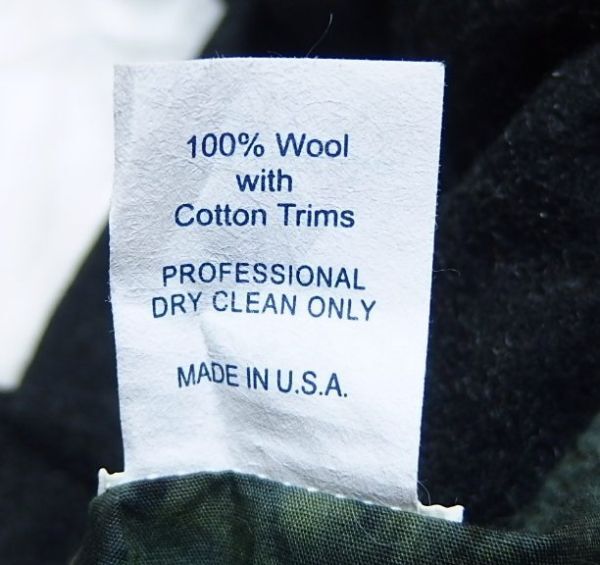 100% Wool
with
Cotton Trims
PROFESSIONAL
DRY CLEAN ONLY
MADE IN U.S.A.